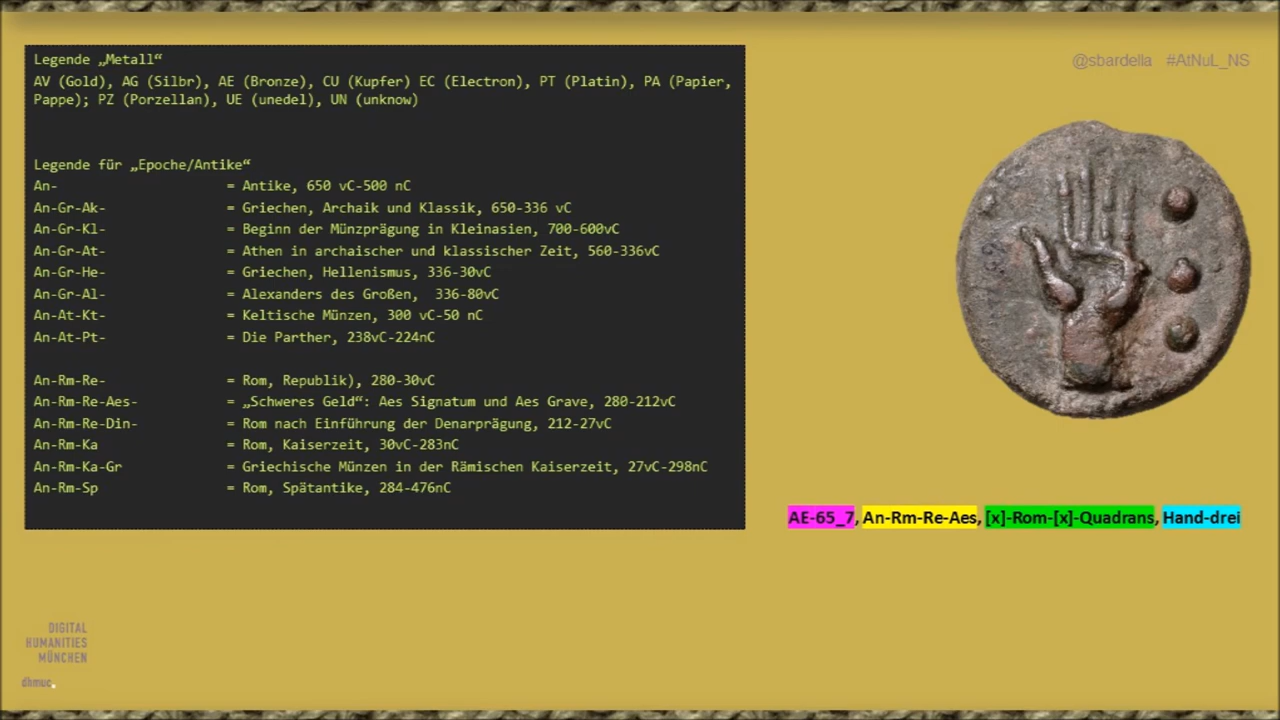 Legende „Metall“
AV (Gold), AG (Silbr), AE (Bronze), CU (Kupfer) EC (Electron), PT (Platin), PA (Papier,
Pappe); PZ (Porzellan), UE (unedel), UN (unknow)
Legende für „Epoche/Antike“
An- = Antike, 650 vC-500 nC
An-Gr-Ak- = Griechen, Archaik und Klassik, 650-336 vC
An-Gr-Kl- = Beginn der Münzprägung in Kleinasien, 700-600vC
An-Gr-At- = Athen in archaischer und klassischer Zeit, 560-336vC
An-Gr-He- = Griechen, Hellenismus, 336-30vC
An-Gr-Al- = Alexanders des Großen, 336-80vC
An-At-Kt- = Keltische Münzen, 300 vC-50 nC
An-At-Pt- = Die Parther, 238vC-224nC
An-Rm-Re- = Rom, Republik), 280-30vC
An-Rm-Re-Aes- = „Schweres Geld“: Aes Signatum und Aes Grave, 280-212vC
An-Rm-Re-Din- = Rom nach Einführung der Denarprägung, 212-27vC
An-Rm-Ka = Rom, Kaiserzeit, 30vC-283nC
An-Rm-Ka-Gr = Griechische Münzen in der Rämischen Kaiserzeit, 27vC-298nC
An-Rm-Sp = Rom, Spätantike, 284-476nC
@sbardella #AtNuL_NS
AE-65_7, An-Rm-Re-Aes, [x]-Rom-[x]-Quadrans, Hand-drei
DIGITAL
HUMANITIES
MÜNCHEN
dhmuc.